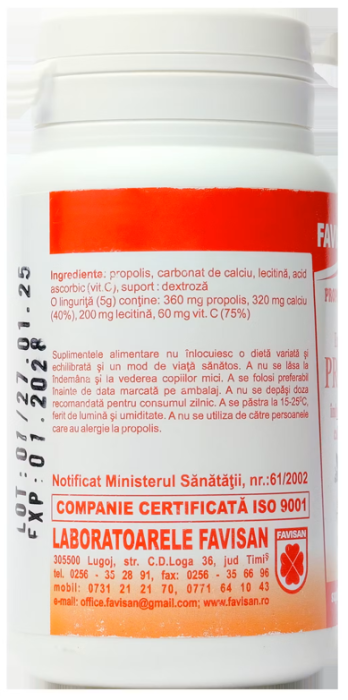 Ingrediente: propolis, carbonat de calciu, lecitină, acid
ascorbic (vit. C), suport : dextroză
O linguriță (5g) conține: 360 mg propolis, 320 mg calciu
(40%), 200 mg lecitină, 60 mg vit. C (75%)
Suplimentele alimentare nu înlocuiesc o dietă variată și
echilibrată și un mod de viață sănătos. A nu se lăsa la
îndemâna și la vederea copiilor mici. A se folosi preferabil
înainte de data marcată pe ambalaj. A nu se depăși doza
recomandată pentru consumul zilnic. A se păstra la 15-25°C,
ferit de lumină și umiditate. A nu se utiliza de către persoanele
care au alergie la propolis.
Notificat Ministerul Sănătății, nr.:61/2002
COMPANIE CERTIFICATĂ ISO 9001
LABORATOARELE FAVISAN
305500 Lugoj, str. C.D.Loga 36, jud Timiș
tel. 0256 - 35 28 91, fax: 0256 - 35 66 96
mobil: 0731 21 21 70, 0771 64 10 43
e-mail: office.favisan@gmail.com; www.favisan.ro
FAVISAN
LOT:07/27.01.25
EXP:01.2028
FAV